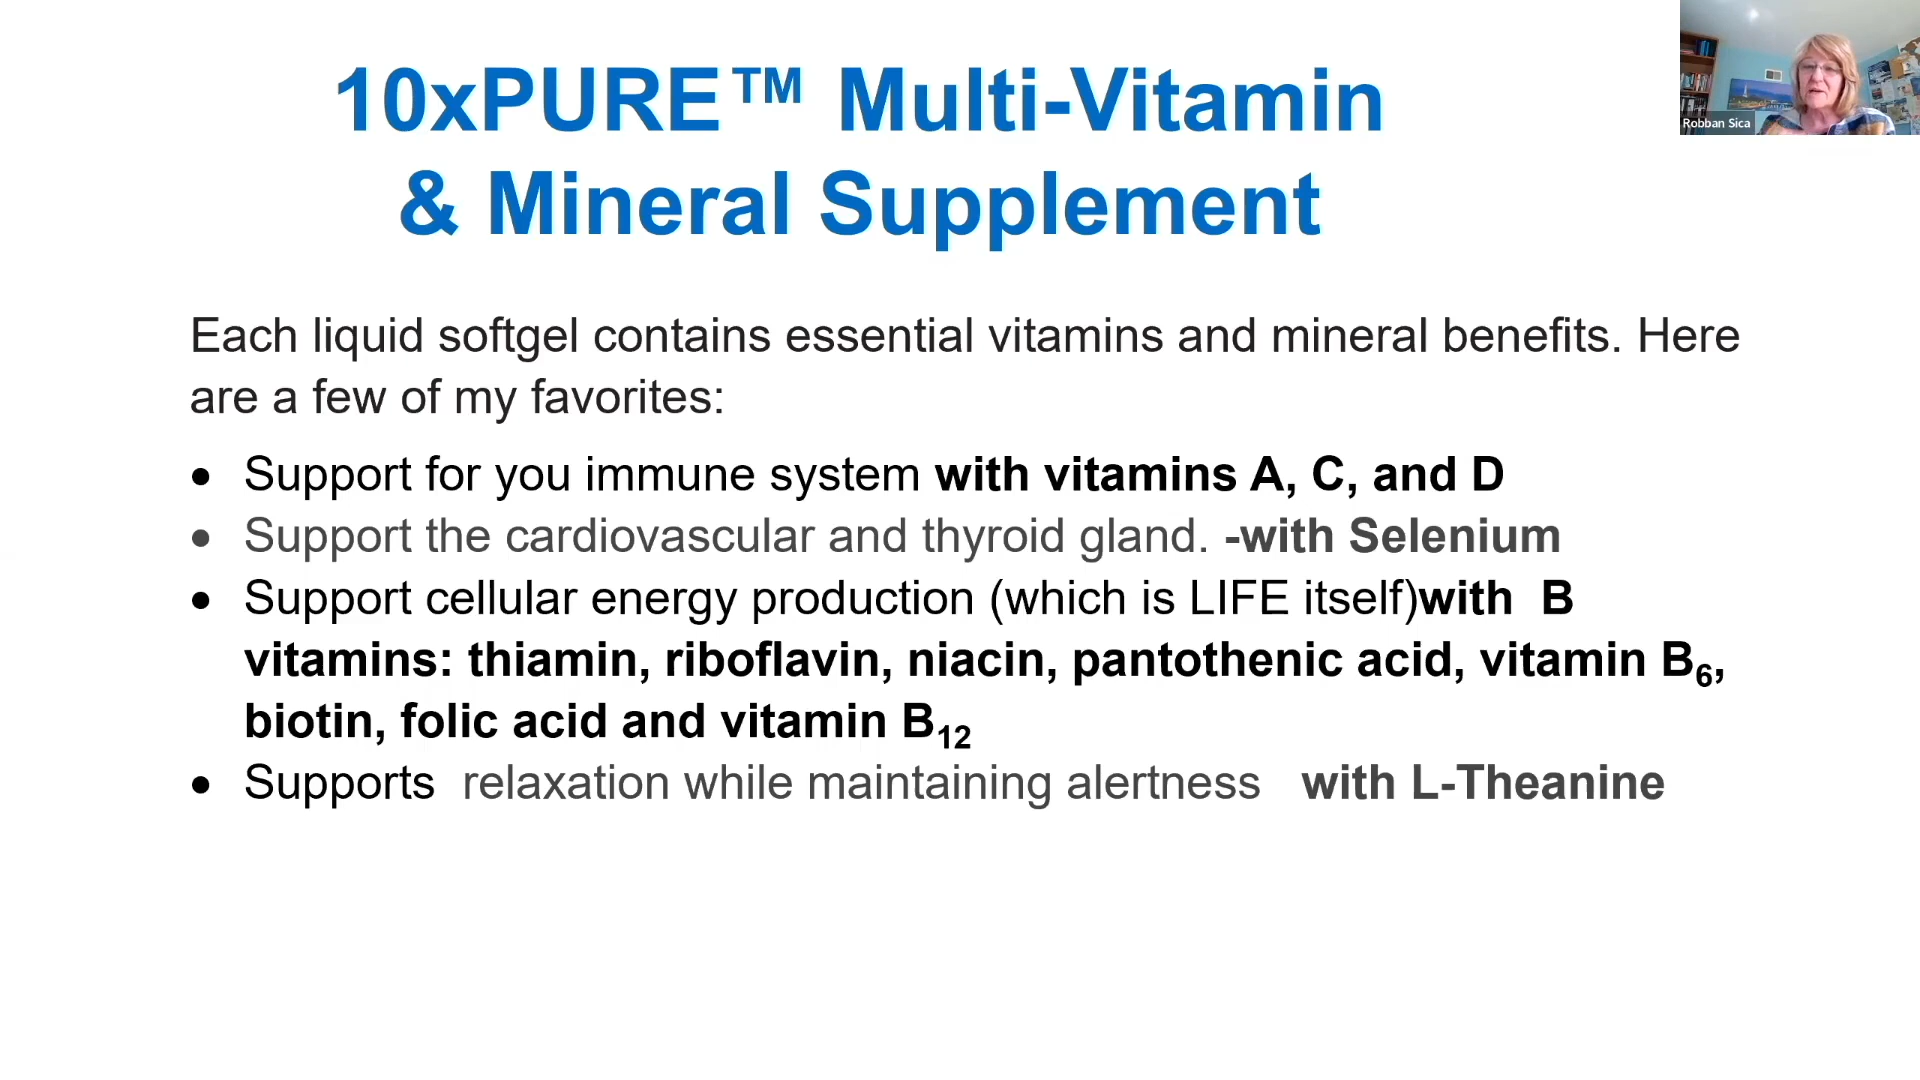 10xPURE™ Multi-Vitamin
& Mineral Supplement
Robban Sica
Each liquid softgel contains essential vitamins and mineral benefits. Here
are a few of my favorites:
• Support for you immune system with vitamins A, C, and D
• Support the cardiovascular and thyroid gland. -with Selenium
• Support cellular energy production (which is LIFE itself)with  B
vitamins: thiamin, riboflavin, niacin, pantothenic acid, vitamin B₆,
biotin, folic acid and vitamin B₁₂
• Supports  relaxation while maintaining alertness   with L-Theanine